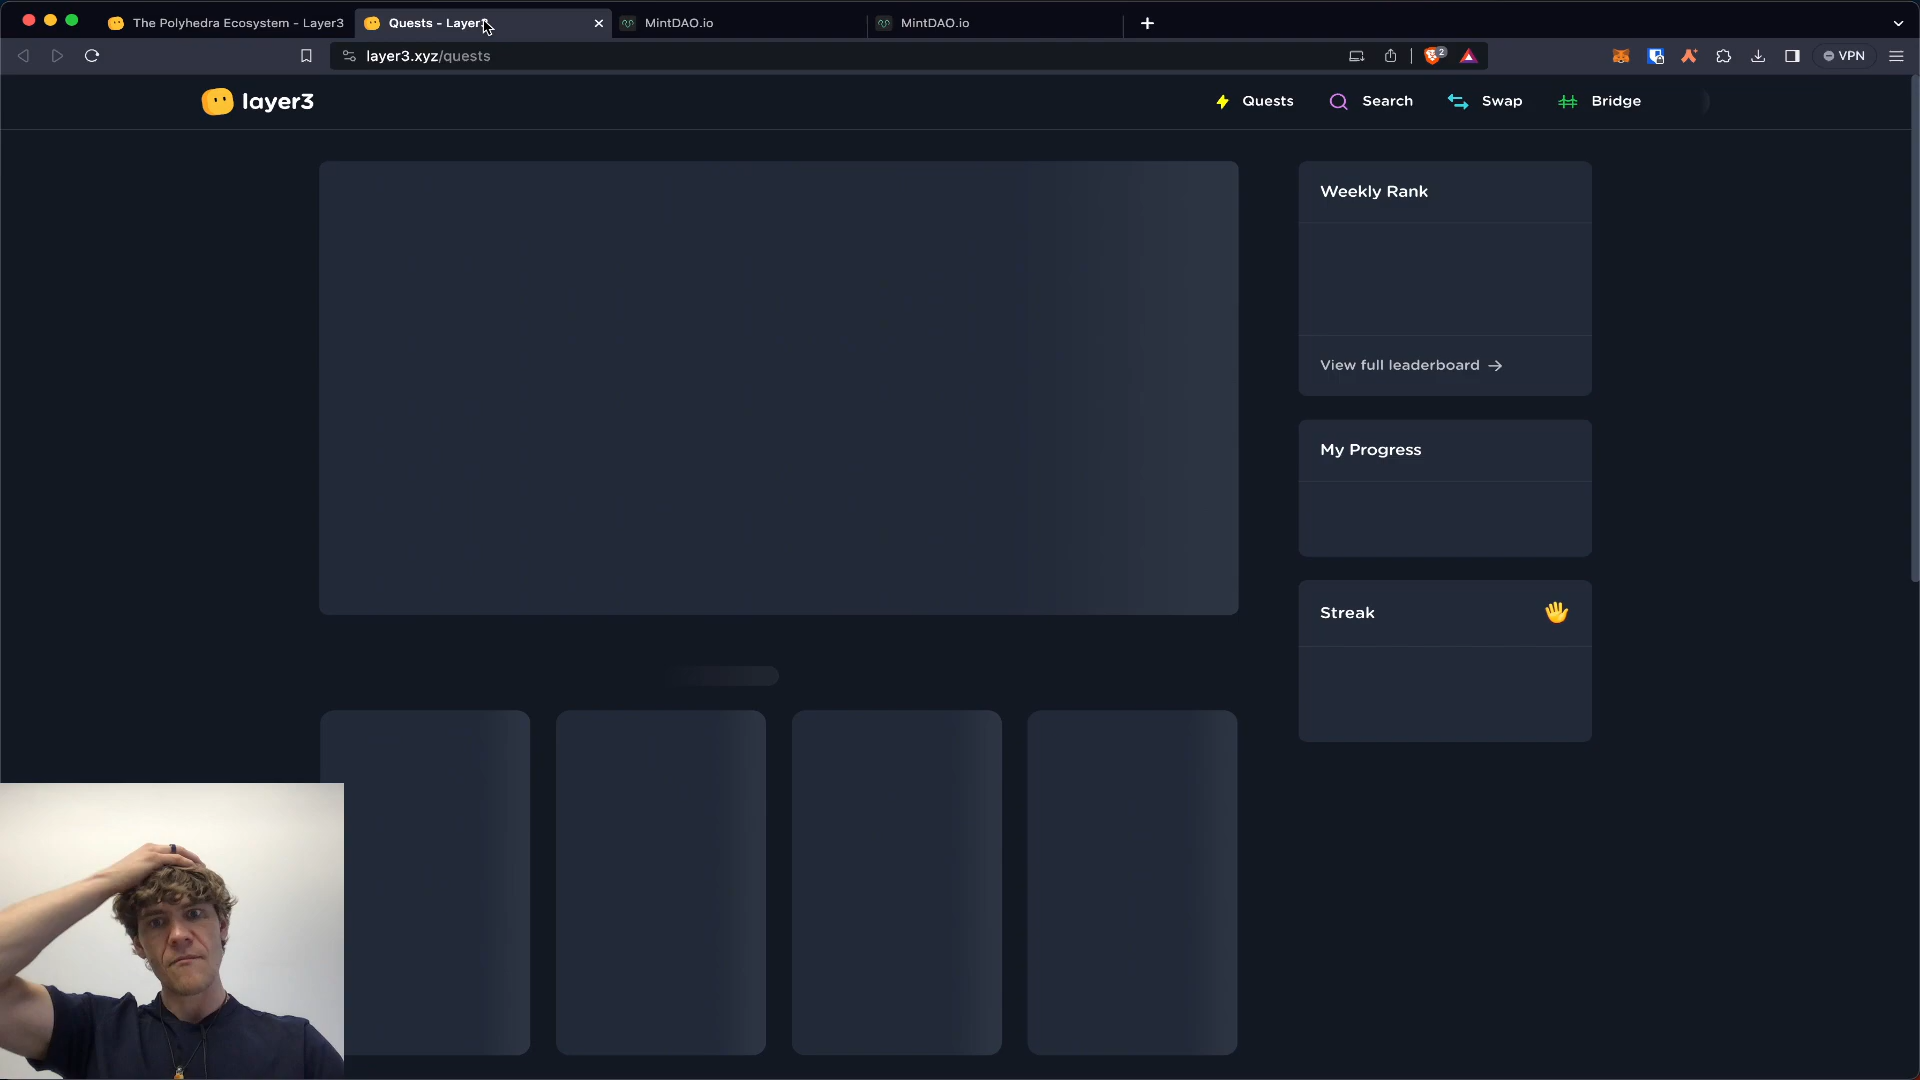 The Polyhedra Ecosystem - Layer3
Quests - Layer3
MintDAO.io
MintDAO.io
layer3.xyz/quests
2
VPN
layer3
Quests
Search
Swap
Bridge
Weekly Rank
View full leaderboard →
My Progress
Streak